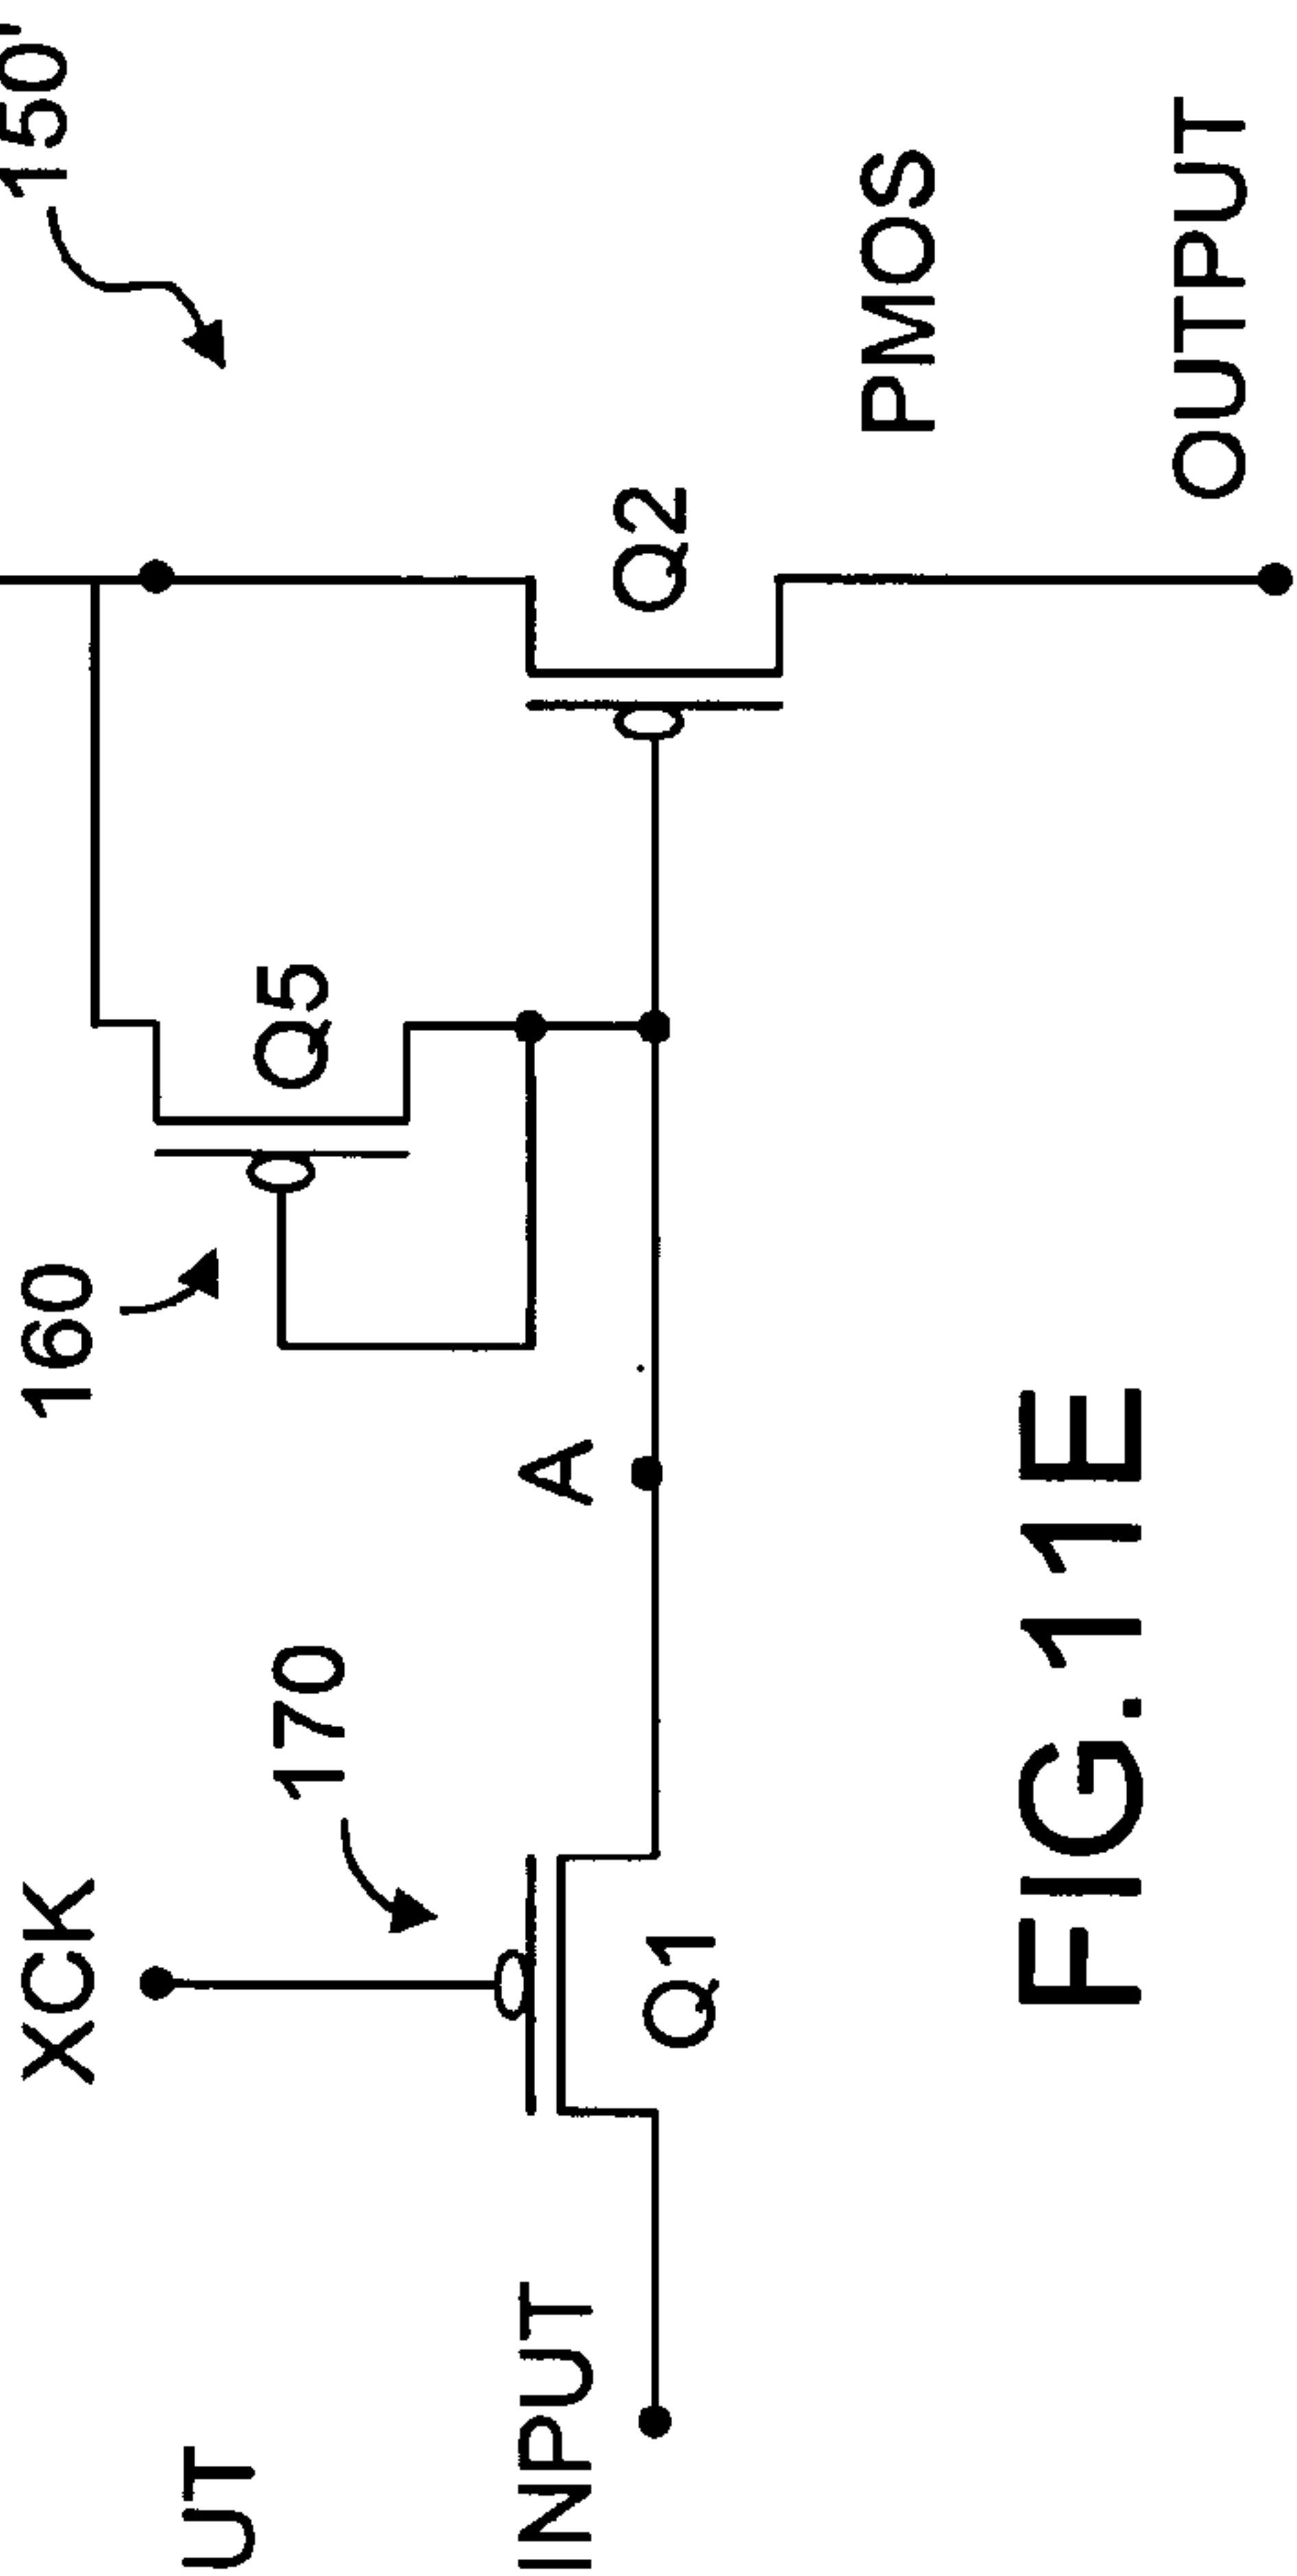 150'
XCK
160
UT
170
Q5
A
INPUT
Q1
Q2
PMOS
FIG.11E
OUTPUT